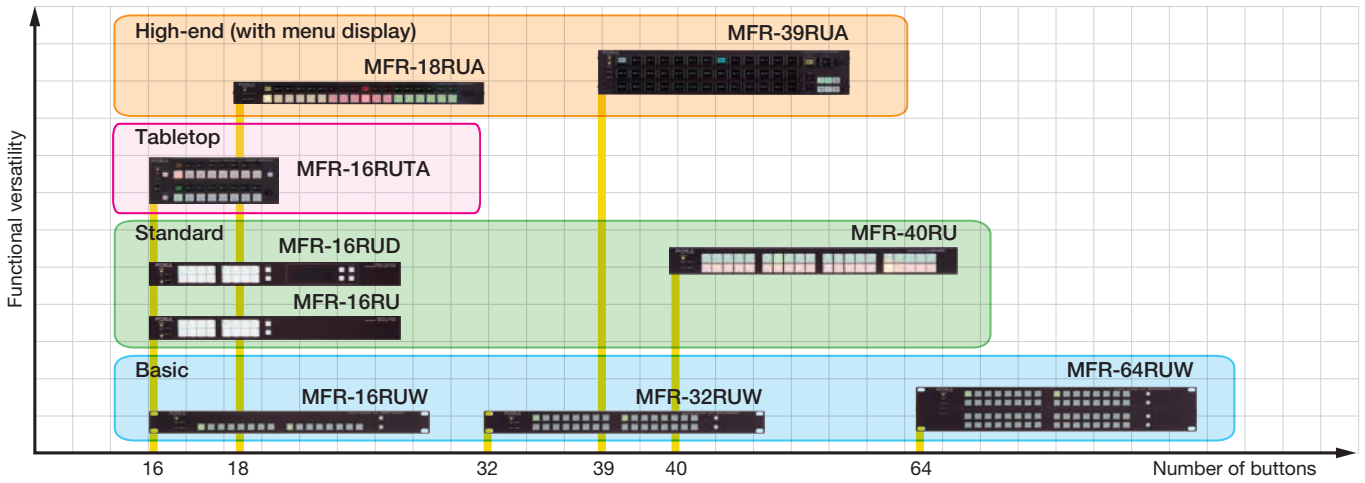 High-end (with menu display)
MFR-39RUA
MFR-18RUA
Tabletop
MFR-16RUTA
Standard
MFR-16RUD
MFR-40RU
MFR-16RU
Basic
MFR-16RUW
MFR-32RUW
MFR-64RUW
Functional versatility
16 18 32 39 40 64 Number of buttons